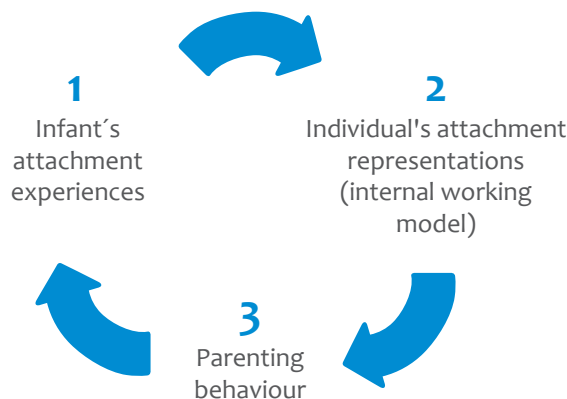 1
Infant´s
attachment
experiences
2
Individual's attachment
representations
(internal working
model)
3
Parenting
behaviour